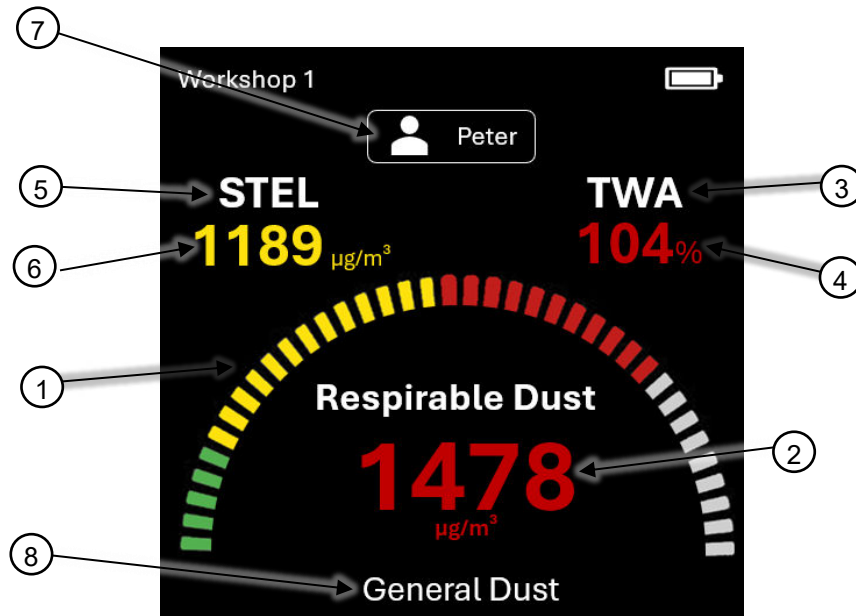 7
Workshop 1
Peter
5
STEL
TWA
3
6
1189 µg/m³
104%
4
1
Respirable Dust
1478
2
µg/m³
8
General Dust